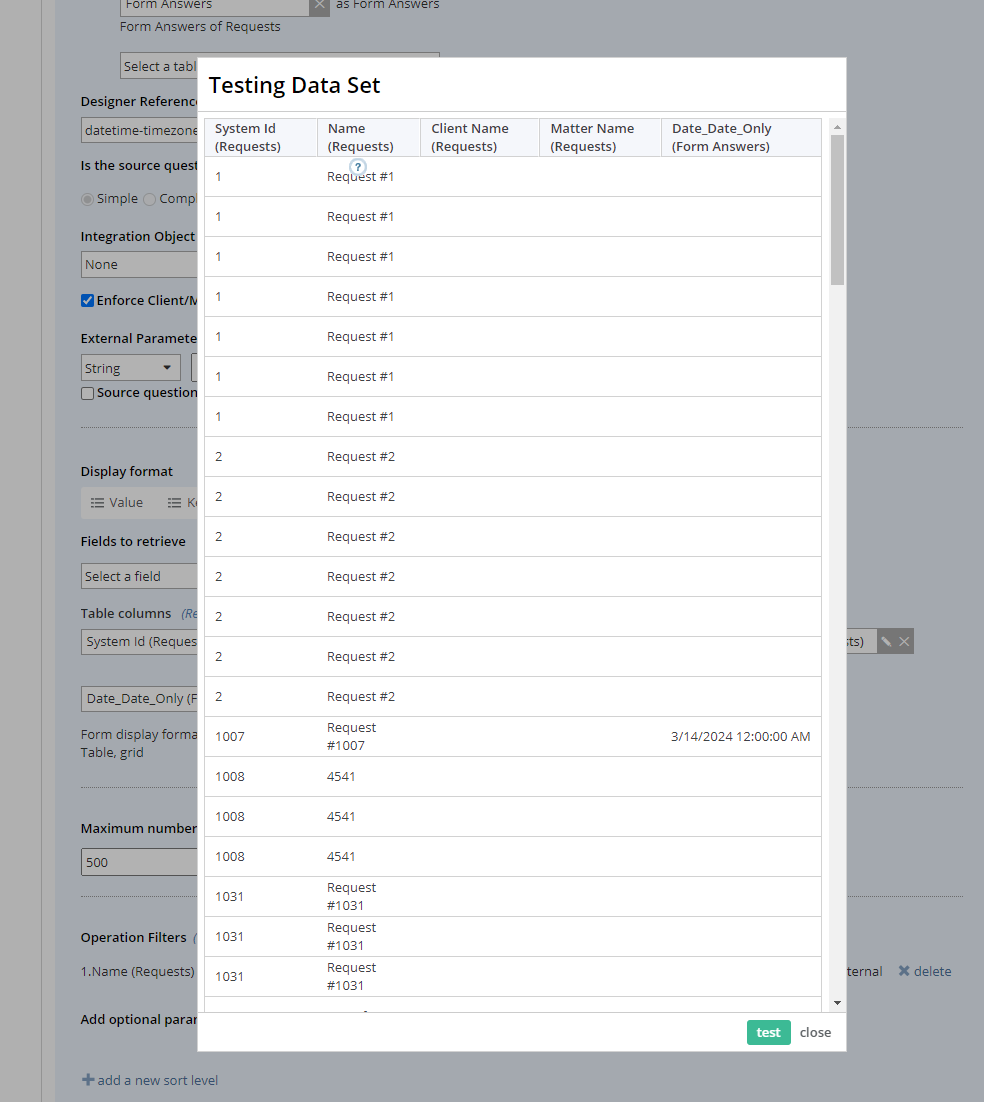 Form Answers as Form Answers
Form Answers of Requests
Select a tabl
Testing Data Set
Designer Referenc
datetime-timezone
Is the source quest
Simple Compl
Integration Object
None
Enforce Client/M
External Paramete
String
Source question
Display format
Value Ke
Fields to retrieve
Select a field
Table columns (Re
System Id (Reques sts)
Date_Date_Only (F
Form display forma
Table, grid
Maximum number
500
Operation Filters (
1.Name (Requests) ternal delete
Add optional paran
add a new sort level
System Id (Requests) Name (Requests) Client Name (Requests) Matter Name (Requests) Date_Date_Only (Form Answers)
?
1 Request #1
1 Request #1
1 Request #1
1 Request #1
1 Request #1
1 Request #1
1 Request #1
2 Request #2
2 Request #2
2 Request #2
2 Request #2
2 Request #2
2 Request #2
2 Request #2
1007 Request #1007 3/14/2024 12:00:00 AM
1008 4541
1008 4541
1008 4541
1031 Request #1031
1031 Request #1031
1031 Request #1031
test close